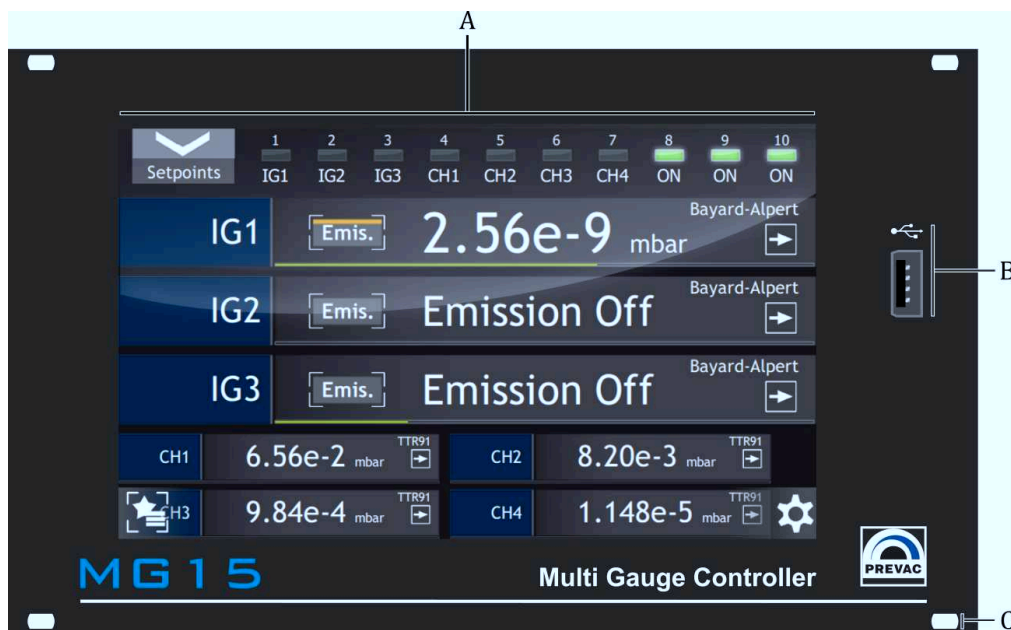 A
1 2 3 4 5 6 7 8 9 10
Setpoints IG1 IG2 IG3 CH1 CH2 CH3 CH4 ON ON ON
Bayard-Alpert
IG1 Emis. 2.56e-9 mbar
B
Bayard-Alpert
IG2 Emis. Emission Off
Bayard-Alpert
IG3 Emis. Emission Off
TTR91 TTR91
CH1 6.56e-2 mbar CH2 8.20e-3 mbar
TTR91 TTR91
CH3 9.84e-4 mbar CH4 1.148e-5 mbar
PREVAC
MG15 Multi Gauge Controller
C